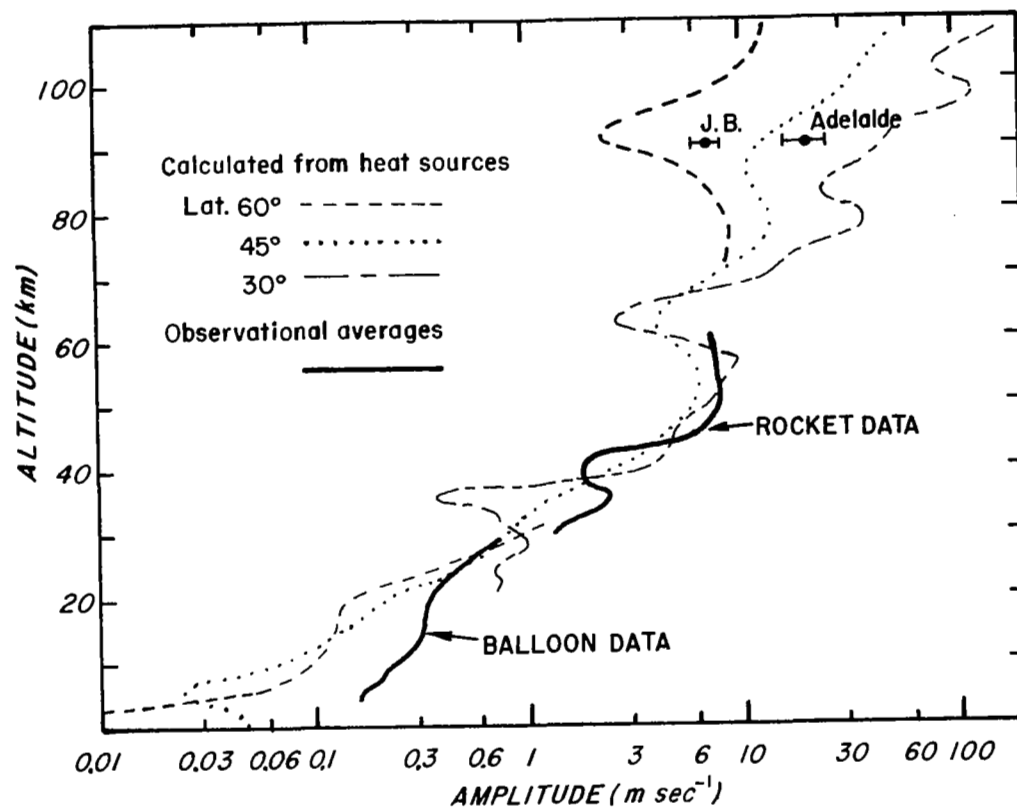 100
80
60
40
20
ALTITUDE (km)
J. B.
Adelaide
Calculated from heat sources
Lat. 60°
45°
30°
Observational averages
ROCKET DATA
BALLOON DATA
0.01 0.03 0.1 0.3 0.6 1 3 6 10 30 60 100
AMPLITUDE (m sec⁻¹)